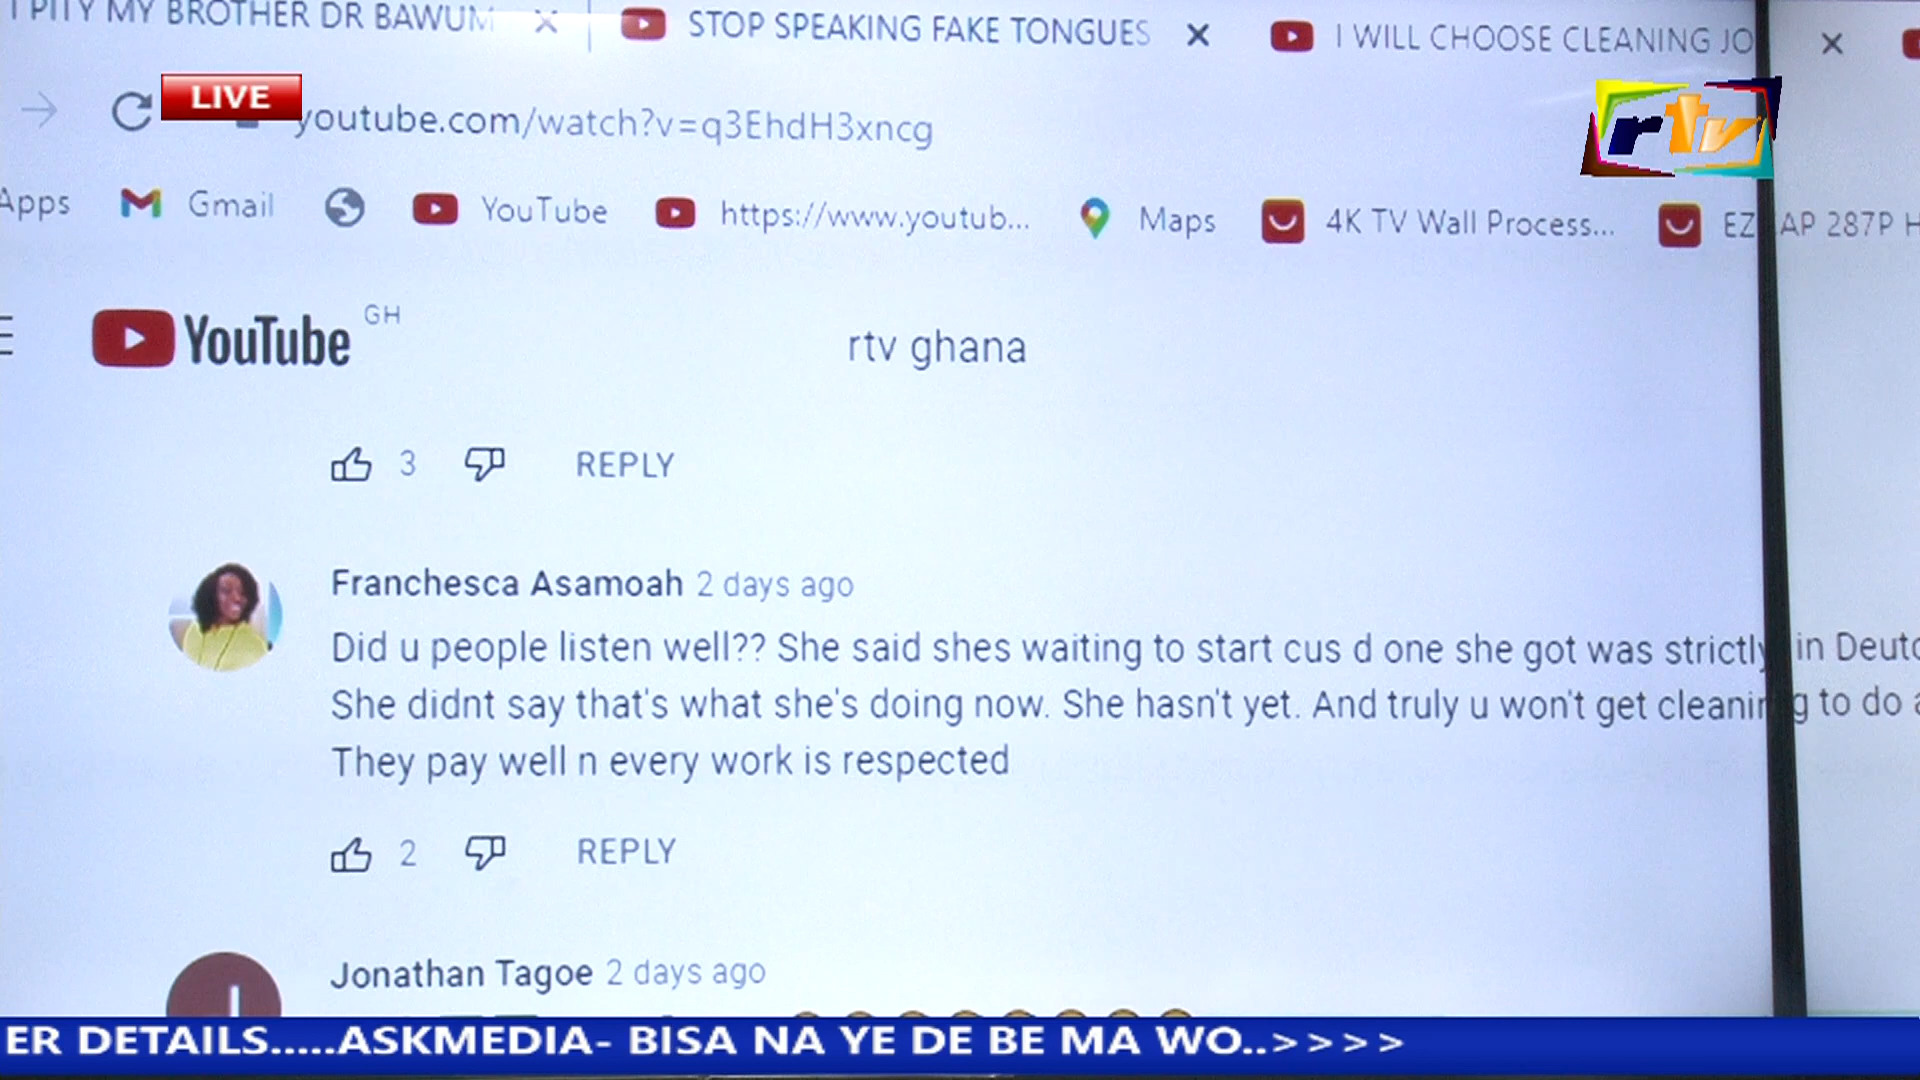 I PITY MY BROTHER DR BAWUM
STOP SPEAKING FAKE TONGUES
I WILL CHOOSE CLEANING JO
LIVE
youtube.com/watch?v=q3EhdH3xncg
rtv
Apps
Gmail
YouTube
https://www.youtub...
Maps
4K TV Wall Process...
EZ AP 287P H
YouTube GH
rtv ghana
3 REPLY
Franchesca Asamoah 2 days ago
Did u people listen well?? She said shes waiting to start cus d one she got was strictly in Deutc
She didnt say that's what she's doing now. She hasn't yet. And truly u won't get cleaning to do a
They pay well n every work is respected
2 REPLY
Jonathan Tagoe 2 days ago
J
ER DETAILS.....ASKMEDIA- BISA NA YE DE BE MA WO..>>>>